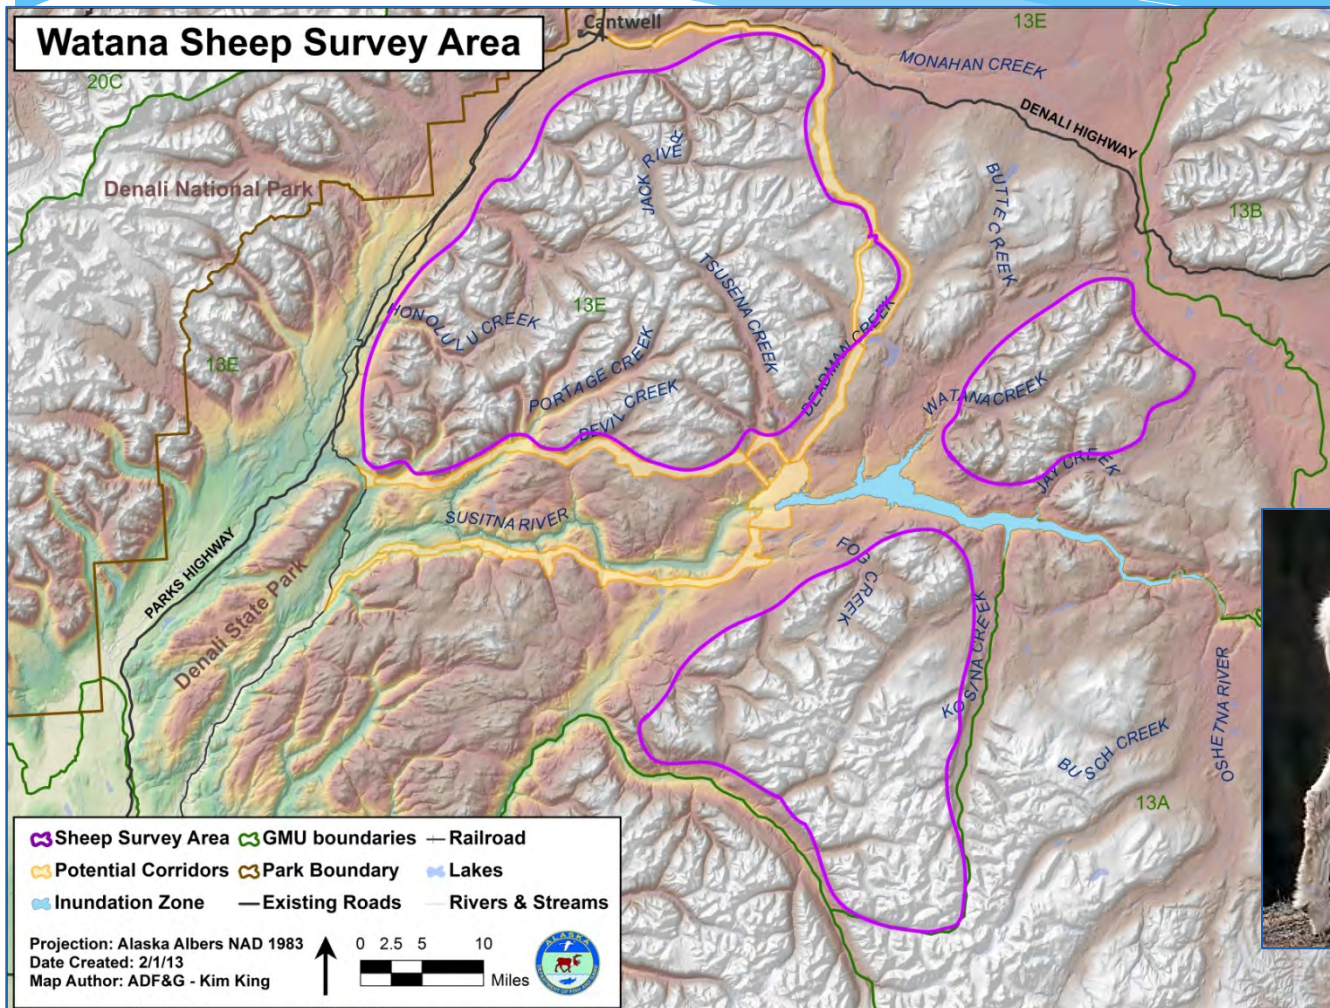 Watana Sheep Survey Area
Cantwell
13E
20C
MONAHAN CREEK
DENALI HIGHWAY
JACK RIVER
BUTTE CREEK
Denali National Park
13B
TSUSENA CREEK
HONOLULU CREEK
13E
PORTAGE CREEK
DEADMAN CREEK
13E
DEVIL CREEK
WATANA CREEK
JAY CREEK
SUSITNA RIVER
PARKS HIGHWAY
FOG CREEK
Denali State Park
KOSINA CREEK
OSHETNA RIVER
BUSCH CREEK
13A
Sheep Survey Area
GMU boundaries
Railroad
Potential Corridors
Park Boundary
Lakes
Inundation Zone
Existing Roads
Rivers & Streams
Projection: Alaska Albers NAD 1983
Date Created: 2/1/13
Map Author: ADF&G - Kim King
0 2.5 5 10
Miles
ALASKA